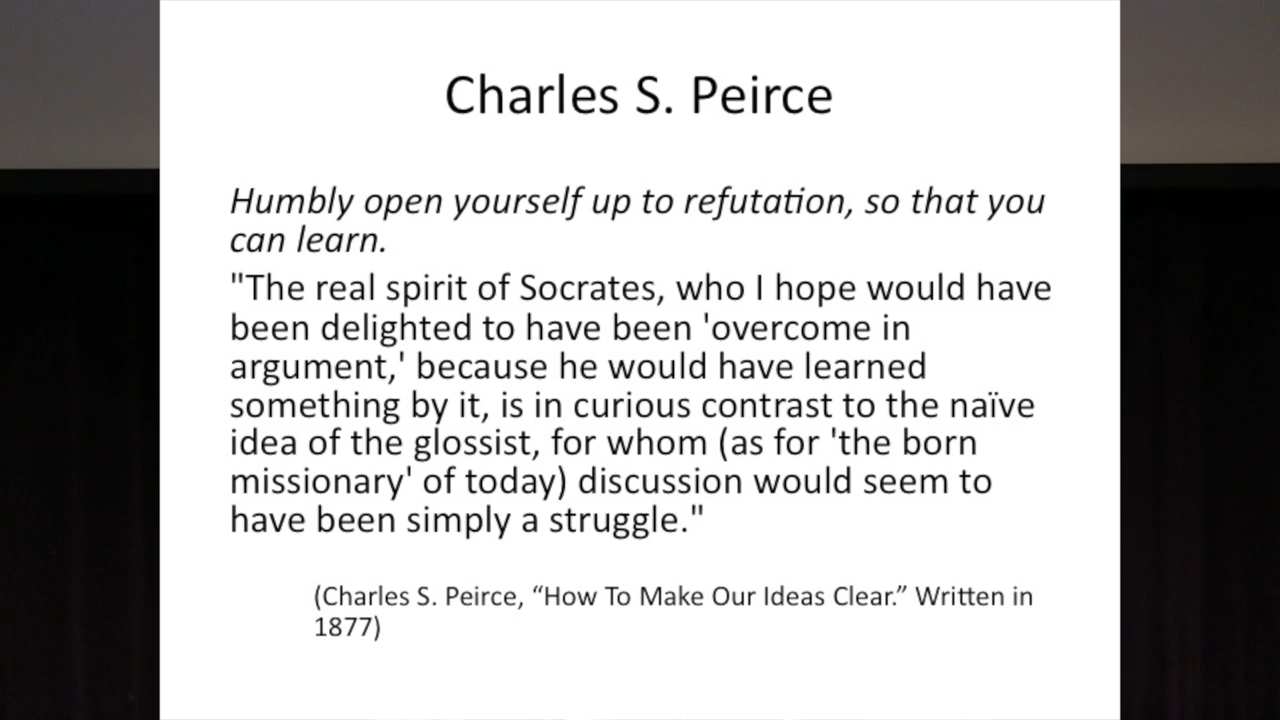 Charles S. Peirce
Humbly open yourself up to refutation, so that you
can learn.
"The real spirit of Socrates, who I hope would have
been delighted to have been 'overcome in
argument,' because he would have learned
something by it, is in curious contrast to the naïve
idea of the glossist, for whom (as for 'the born
missionary' of today) discussion would seem to
have been simply a struggle."
(Charles S. Peirce, “How To Make Our Ideas Clear.” Written in
1877)